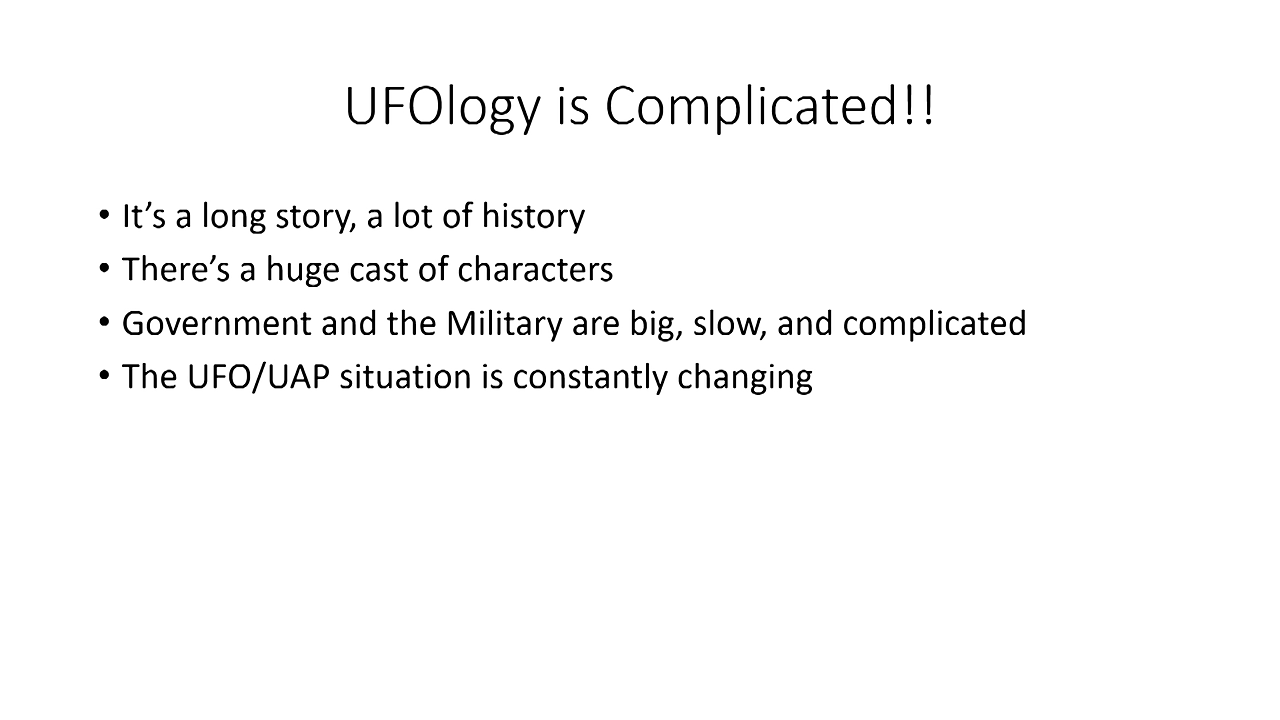 UFOlogy is Complicated!!
• It’s a long story, a lot of history
• There’s a huge cast of characters
• Government and the Military are big, slow, and complicated
• The UFO/UAP situation is constantly changing